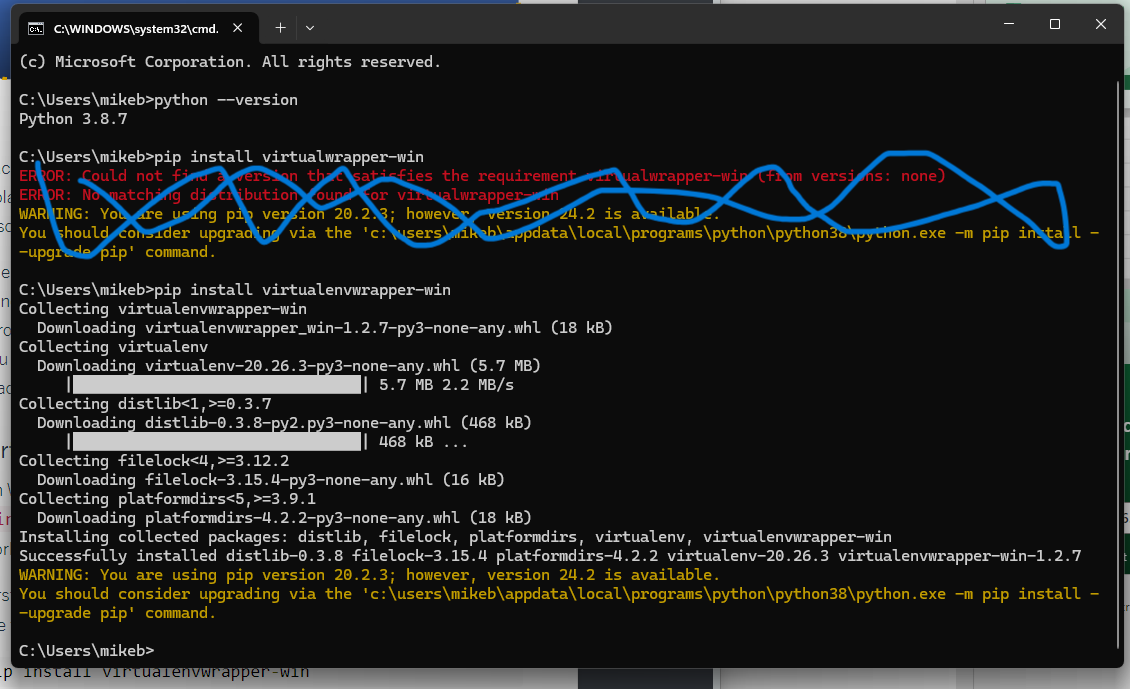 C:\WINDOWS\system32\cmd.
(c) Microsoft Corporation. All rights reserved.
C:\Users\mikeb>python --version
Python 3.8.7
C:\Users\mikeb>pip install virtualwrapper-win
ERROR: Could not find a version that satisfies the requirement virtualwrapper-win (from versions: none)
ERROR: No matching distribution found for virtualwrapper-win
WARNING: You are using pip version 20.2.3; however, version 24.2 is available.
You should consider upgrading via the 'c:\users\mikeb\appdata\local\programs\python\python38\python.exe -m pip install -
-upgrade pip' command.
C:\Users\mikeb>pip install virtualenvwrapper-win
Collecting virtualenvwrapper-win
Downloading virtualenvwrapper_win-1.2.7-py3-none-any.whl (18 kB)
Collecting virtualenv
Downloading virtualenv-20.26.3-py3-none-any.whl (5.7 MB)
|████████████████████████████████| 5.7 MB 2.2 MB/s
Collecting distlib<1,>=0.3.7
Downloading distlib-0.3.8-py2.py3-none-any.whl (468 kB)
|████████████████████████████████| 468 kB ...
Collecting filelock<4,>=3.12.2
Downloading filelock-3.15.4-py3-none-any.whl (16 kB)
Collecting platformdirs<5,>=3.9.1
Downloading platformdirs-4.2.2-py3-none-any.whl (18 kB)
Installing collected packages: distlib, filelock, platformdirs, virtualenv, virtualenvwrapper-win
Successfully installed distlib-0.3.8 filelock-3.15.4 platformdirs-4.2.2 virtualenv-20.26.3 virtualenvwrapper-win-1.2.7
WARNING: You are using pip version 20.2.3; however, version 24.2 is available.
You should consider upgrading via the 'c:\users\mikeb\appdata\local\programs\python\python38\python.exe -m pip install -
-upgrade pip' command.
C:\Users\mikeb>
ip install virtualenvwrapper-win